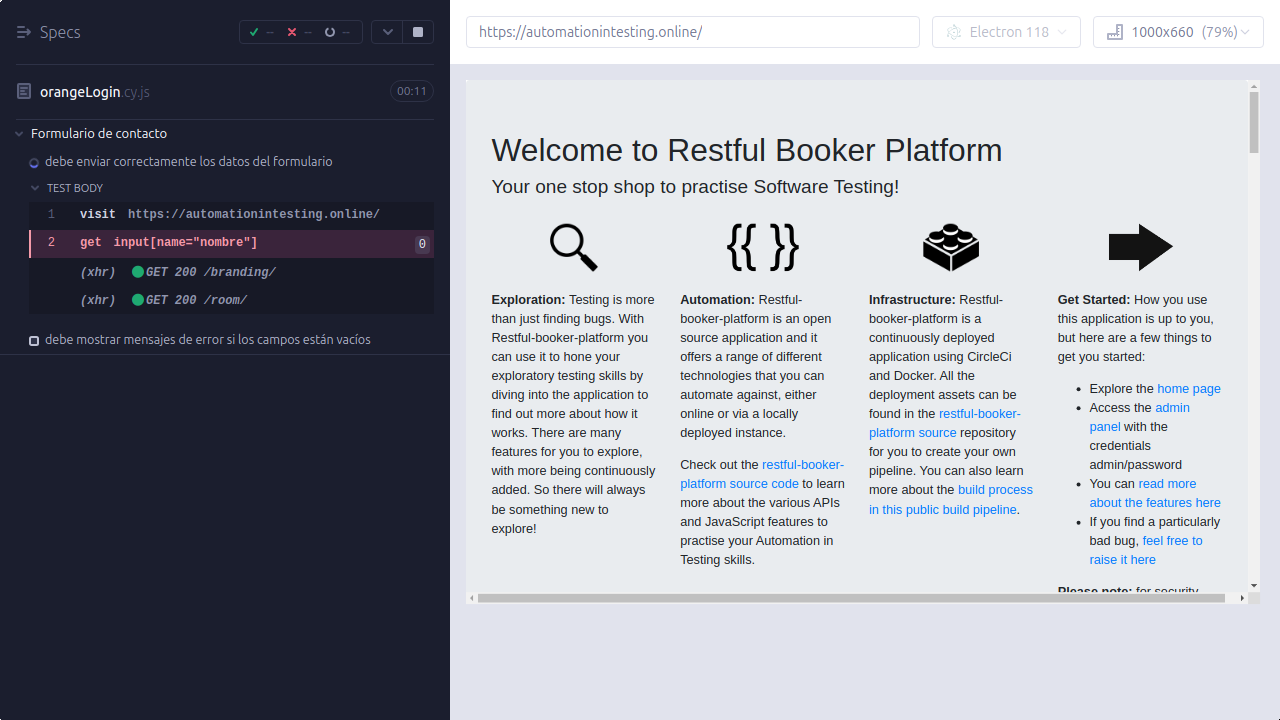 Specs
-- -- --
https://automationintesting.online/
Electron 118
1000x660 (79%)
orangeLogin.cy.js
00:11
Formulario de contacto
debe enviar correctamente los datos del formulario
TEST BODY
1 visit https://automationintesting.online/
2 get input[name="nombre"] 0
(xhr) GET 200 /branding/
(xhr) GET 200 /room/
debe mostrar mensajes de error si los campos están vacíos
Welcome to Restful Booker Platform
Your one stop shop to practise Software Testing!
{{ }}
Exploration: Testing is more
than just finding bugs. With
Restful-booker-platform you
can use it to hone your
exploratory testing skills by
diving into the application to
find out more about how it
works. There are many
features for you to explore,
with more being continuously
added. So there will always
be something new to
explore!
Automation: Restful-
booker-platform is an open
source application and it
offers a range of different
technologies that you can
automate against, either
online or via a locally
deployed instance.
Check out the restful-booker-
platform source code to learn
more about the various APIs
and JavaScript features to
practise your Automation in
Testing skills.
Infrastructure: Restful-
booker-platform is a
continuously deployed
application using CircleCi
and Docker. All the
deployment assets can be
found in the restful-booker-
platform source repository
for you to create your own
pipeline. You can also learn
more about the build process
in this public build pipeline.
Get Started: How you use
this application is up to you,
but here are a few things to
get you started:
• Explore the home page
• Access the admin
panel with the
credentials
admin/password
• You can read more
about the features here
• If you find a particularly
bad bug, feel free to
raise it here
Please note: for security